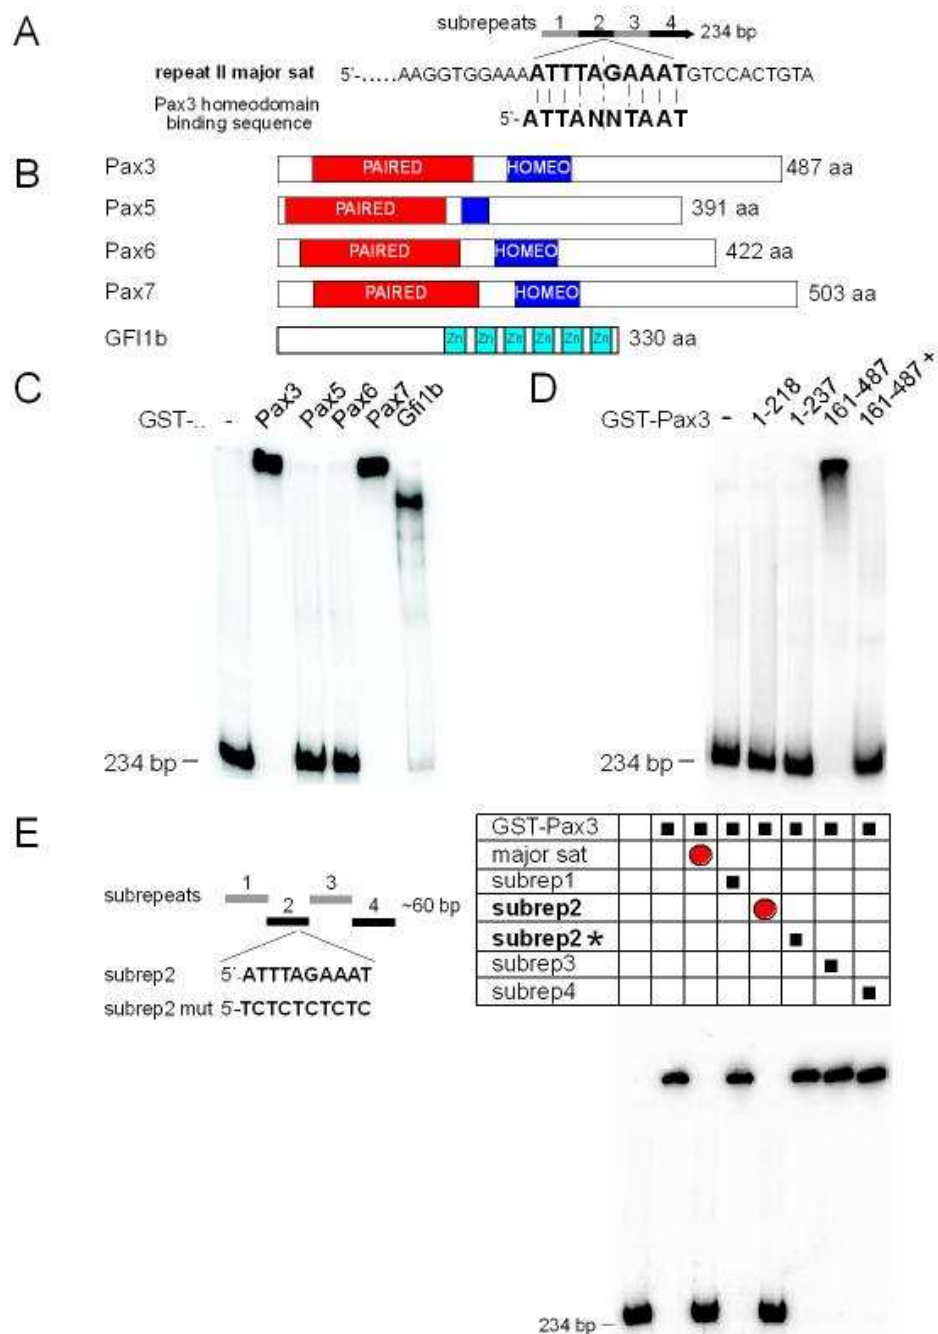 A
subrepeats 1 2 3 4 234 bp
repeat II major sat 5'-.....AAGGTGGAAAATTTAGAAATGTCCACTGTA
Pax3 homeodomain
binding sequence
5'-ATTANNTAAT
B
Pax3 PAIRED HOMEO 487 aa
Pax5 PAIRED 391 aa
Pax6 PAIRED HOMEO 422 aa
Pax7 PAIRED HOMEO 503 aa
GFI1b Zn Zn Zn Zn Zn Zn 330 aa
C
GST-.. - Pax3 Pax5 Pax6 Pax7 Gfi1b
234 bp
D
GST-Pax3 - 1-218 1-237 161-487 161-487+
234 bp
E
subrepeats 1 2 3 4 ~60 bp
subrep2 5'-ATTTAGAAAT
subrep2 mut 5-TCTCTCTCTC
GST-Pax3
major sat
subrep1
subrep2
subrep2 *
subrep3
subrep4
234 bp